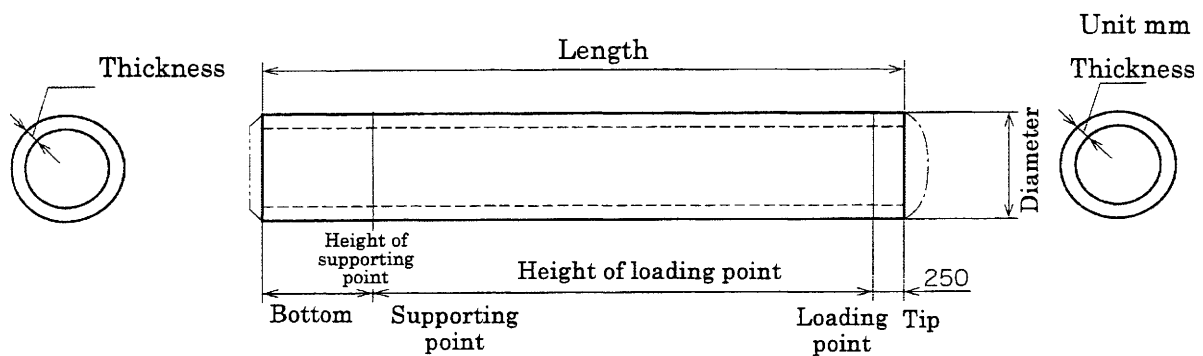 Unit mm
Length
Thickness
Thickness
Diameter
Height of
supporting
point
Height of loading point
250
Bottom
Supporting
point
Loading
point
Tip